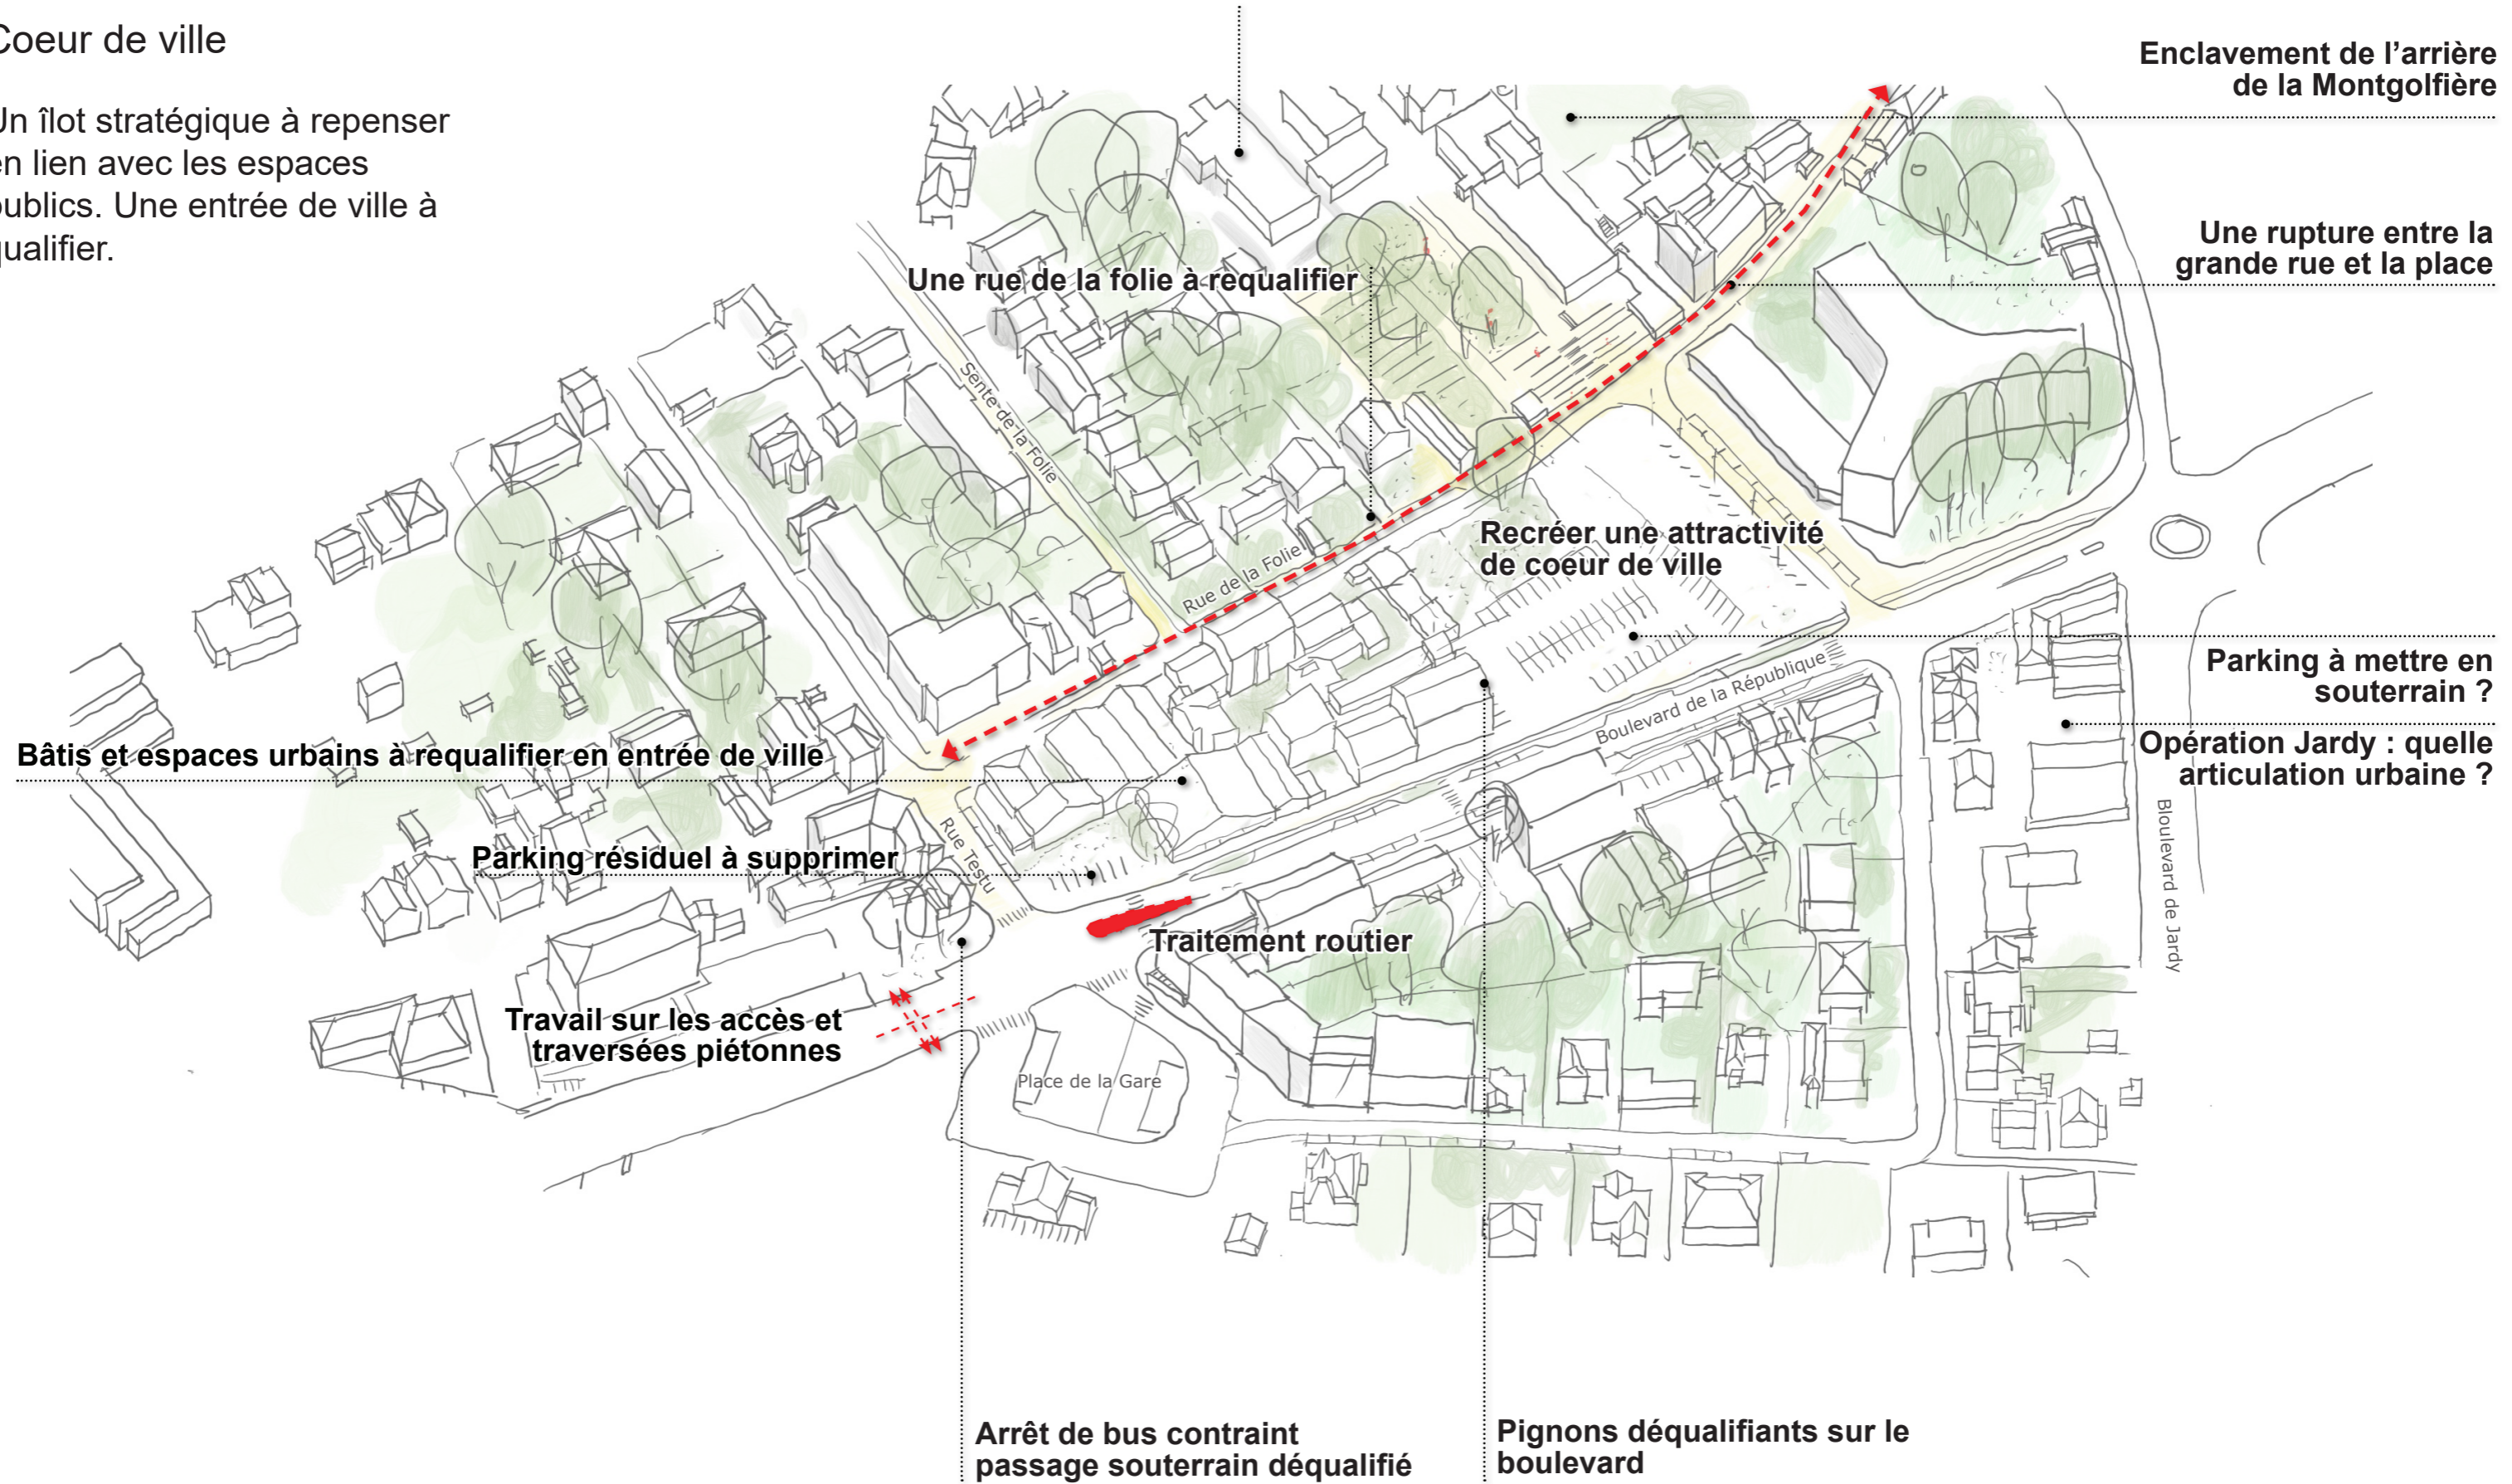 Coeur de ville
Un îlot stratégique à repenser
en lien avec les espaces
publics. Une entrée de ville à
qualifier.
Enclavement de l’arrière
de la Montgolfière
Une rupture entre la
grande rue et la place
Une rue de la folie à requalifier
Sente de la Folie
Rue de la Folie
Recréer une attractivité
de coeur de ville
Parking à mettre en
souterrain ?
Boulevard de la République
Opération Jardy : quelle
articulation urbaine ?
Bâtis et espaces urbains à requalifier en entrée de ville
Bloulevard de Jardy
Rue Testu
Parking résiduel à supprimer
Traitement routier
Travail sur les accès et
traversées piétonnes
Place de la Gare
Arrêt de bus contraint
passage souterrain déqualifié
Pignons déqualifiants sur le
boulevard